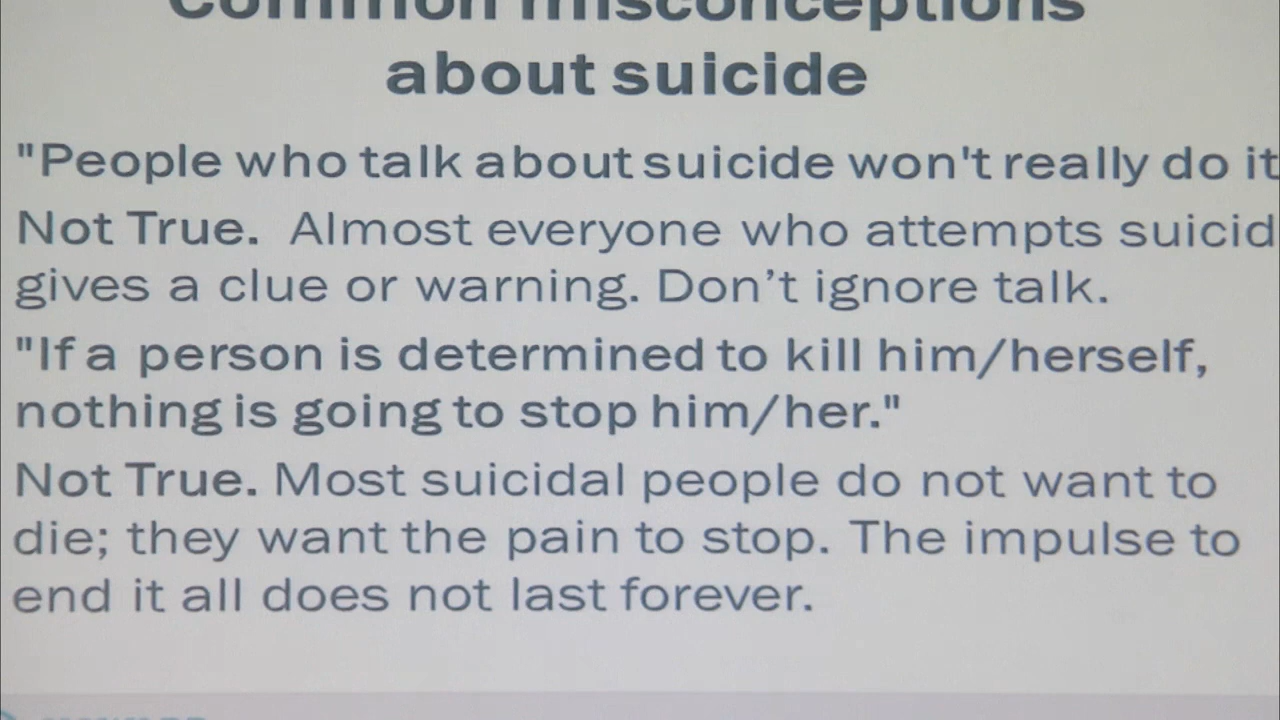 Common misconceptions
about suicide
"People who talk about suicide won't really do it
Not True. Almost everyone who attempts suicid
gives a clue or warning. Don’t ignore talk.
"If a person is determined to kill him/herself,
nothing is going to stop him/her."
Not True. Most suicidal people do not want to
die; they want the pain to stop. The impulse to
end it all does not last forever.